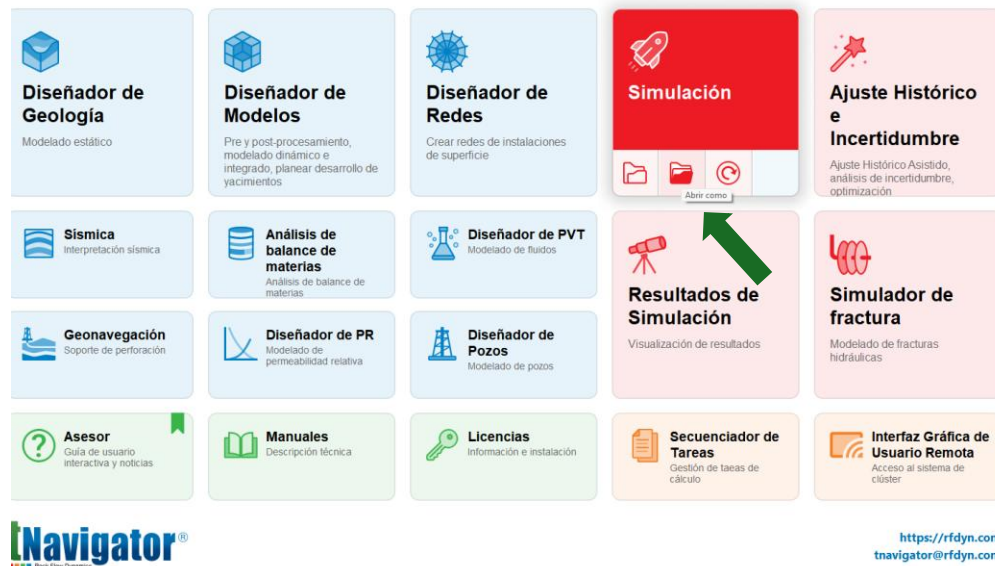 Diseñador de
Geología
Modelado estático
Diseñador de
Modelos
Pre y post-procesamiento,
modelado dinámico e
integrado, planear desarrollo de
yacimientos
Diseñador de
Redes
Crear redes de instalaciones
de superficie
Simulación
Abrir como
Ajuste Histórico
e
Incertidumbre
Ajuste Histórico Asistido,
análisis de incertidumbre,
optimización
Sísmica
Interpretación sísmica
Análisis de
balance de
materias
Análisis de balance de
materias
Diseñador de PVT
Modelado de fluidos
Resultados de
Simulación
Visualización de resultados
Simulador de
fractura
Modelado de fracturas
hidráulicas
Geonavegación
Soporte de perforación
Diseñador de PR
Modelado de
permeabilidad relativa
Diseñador de
Pozos
Modelado de pozos
Asesor
Guía de usuario
interactiva y noticias
Manuales
Descripción técnica
Licencias
Información e instalación
Secuenciador de
Tareas
Gestión de taeas de
cálculo
Interfaz Gráfica de
Usuario Remota
Acceso al sistema de
clúster
tNavigator®
https://rfdyn.com
tnavigator@rfdyn.com